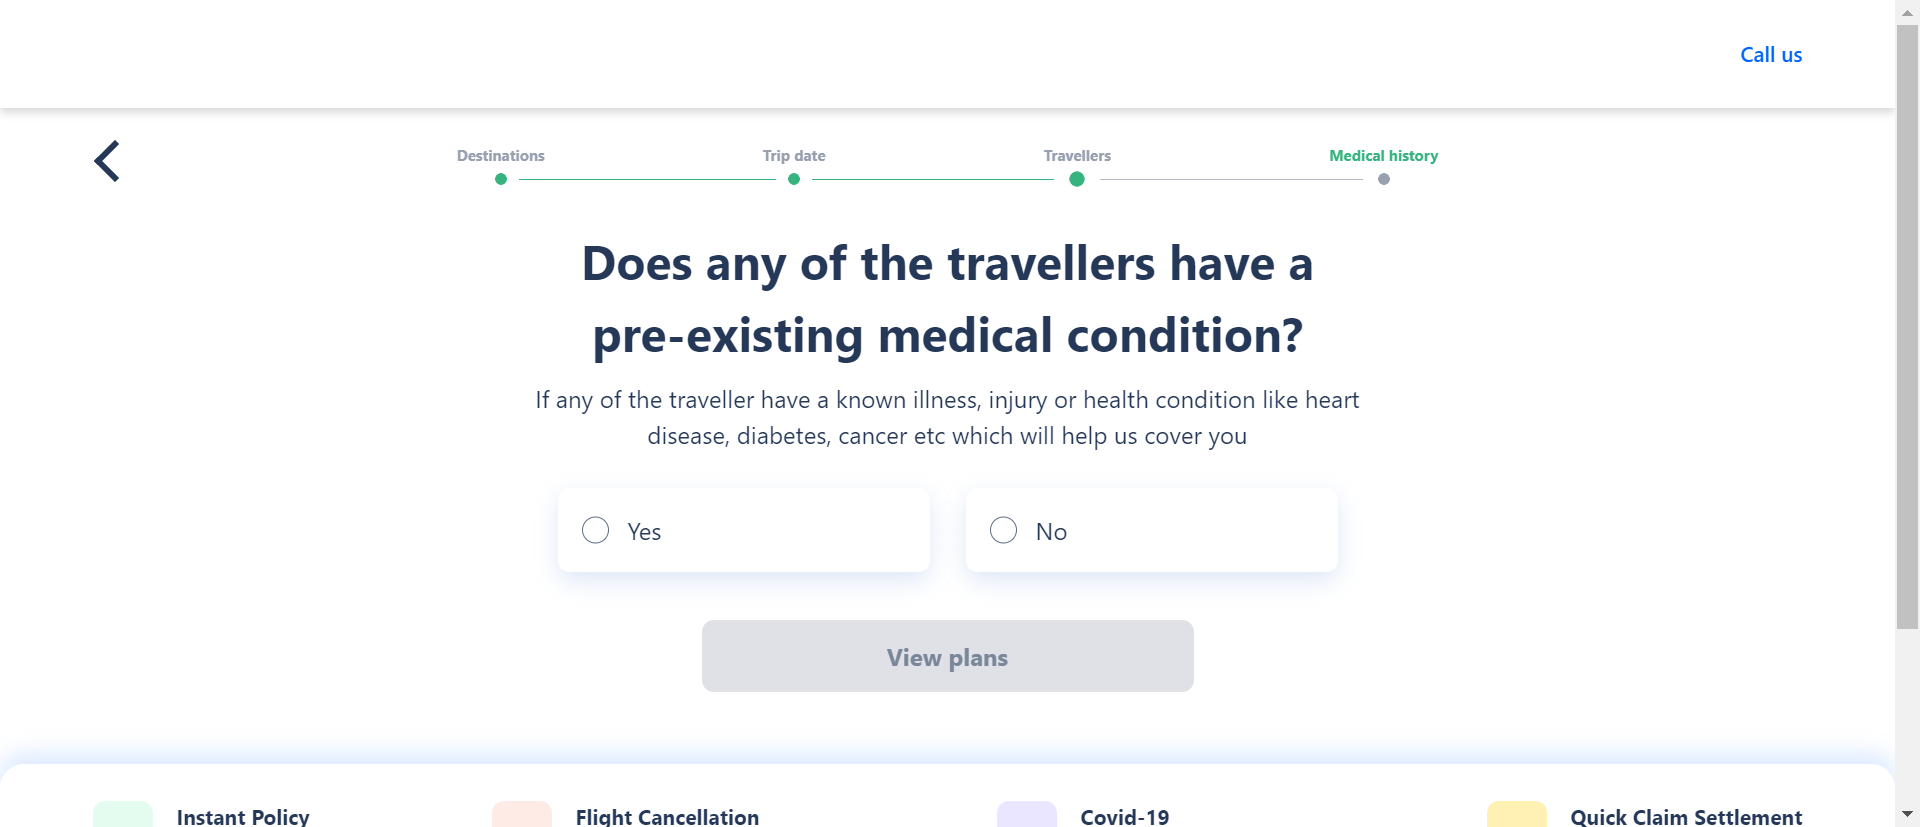 Call us
Destinations
Trip date
Travellers
Medical history
Does any of the travellers have a
pre-existing medical condition?
If any of the traveller have a known illness, injury or health condition like heart
disease, diabetes, cancer etc which will help us cover you
Yes
No
View plans
Instant Policy
Flight Cancellation
Covid-19
Quick Claim Settlement